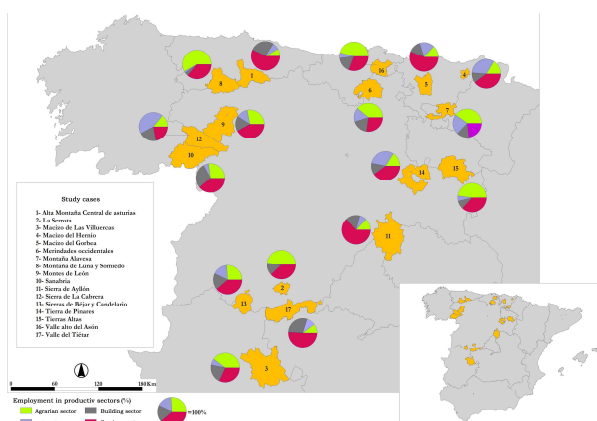 1
16
4
8
5
6
7
9
12
10
15
14
11
2
13
17
3
Study cases
1- Alta Montaña Central de asturias
2- La Serrota
3- Macizo de Las Villuercas
4- Macizo del Hernio
5- Macizo del Gorbea
6- Merindades occidentales
7- Montaña Alavesa
8- Montaña de Luna y Somiedo
9- Montes de León
10- Sanabria
11- Sierra de Ayllón
12- Sierra de La Cabrera
13- Sierras de Béjar y Candelario
14- Tierra de Pinares
15- Tierras Altas
16- Valle alto del Asón
17- Valle del Tiétar
0 60 120 180Km
Employment in productiv sectors (%)
Agrarian sector Building sector =100%